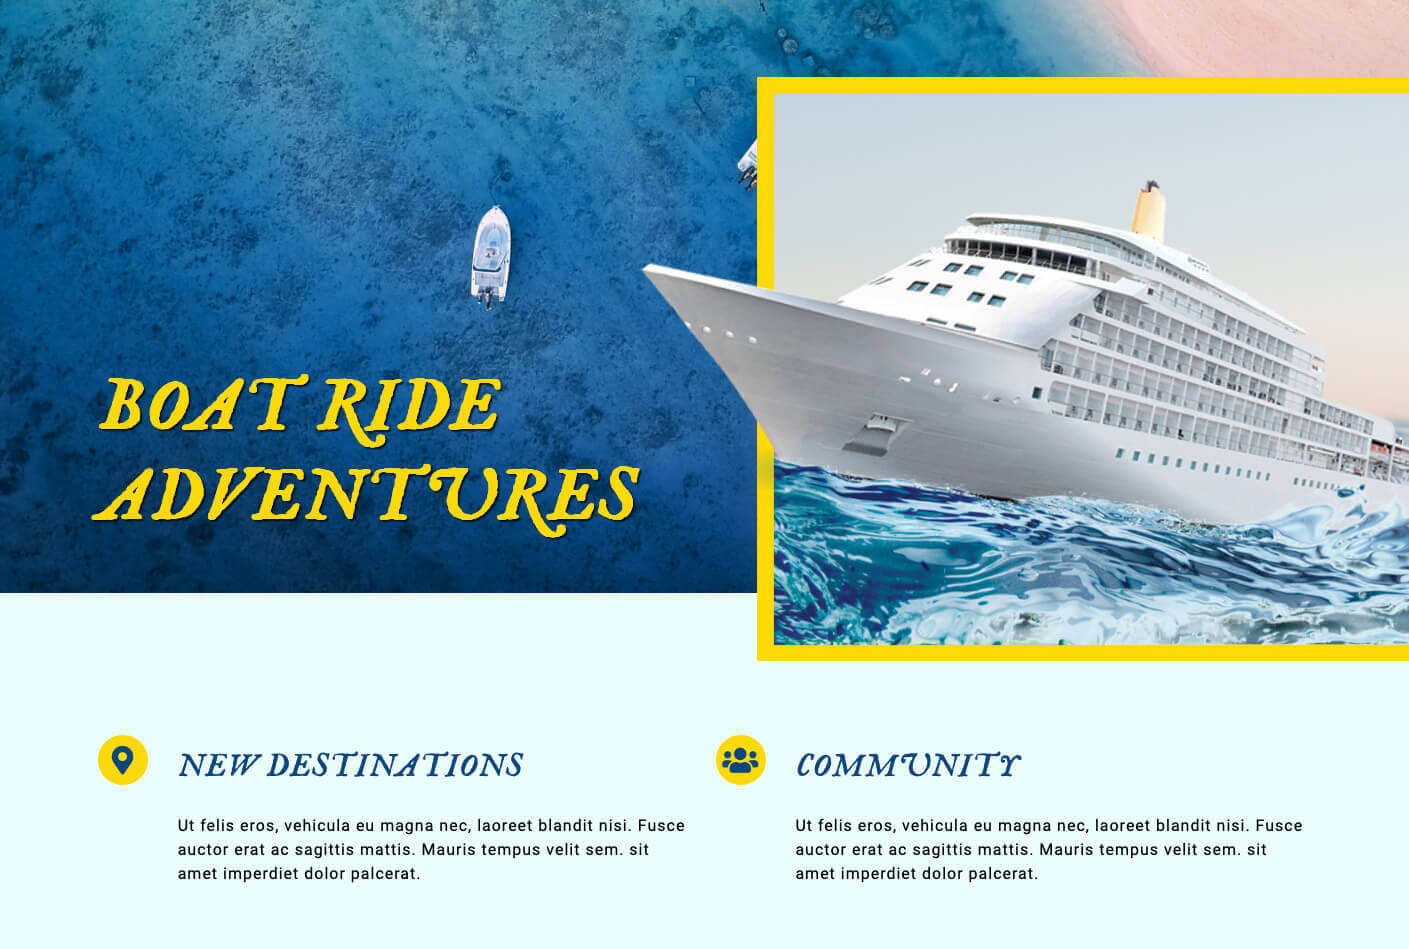 BOAT RIDE
ADVENTURES
NEW DESTINATIONS
Ut felis eros, vehicula eu magna nec, laoreet blandit nisi. Fusce
auctor erat ac sagittis mattis. Mauris tempus velit sem. sit
amet imperdiet dolor palcerat.
COMMUNITY
Ut felis eros, vehicula eu magna nec, laoreet blandit nisi. Fusce
auctor erat ac sagittis mattis. Mauris tempus velit sem. sit
amet imperdiet dolor palcerat.